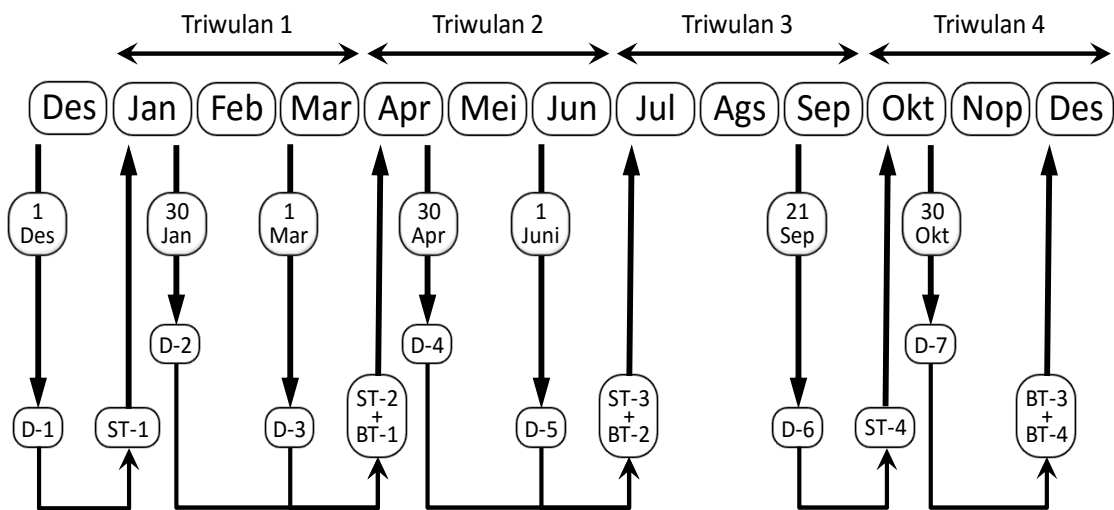 Triwulan 1
Triwulan 2
Triwulan 3
Triwulan 4
Des
Jan
Feb
Mar
Apr
Mei
Jun
Jul
Ags
Sep
Okt
Nop
Des
1
Des
30
Jan
1
Mar
30
Apr
1
Juni
21
Sep
30
Okt
D-2
D-4
D-7
D-1
ST-1
D-3
ST-2
+
BT-1
D-5
ST-3
+
BT-2
D-6
ST-4
BT-3
+
BT-4